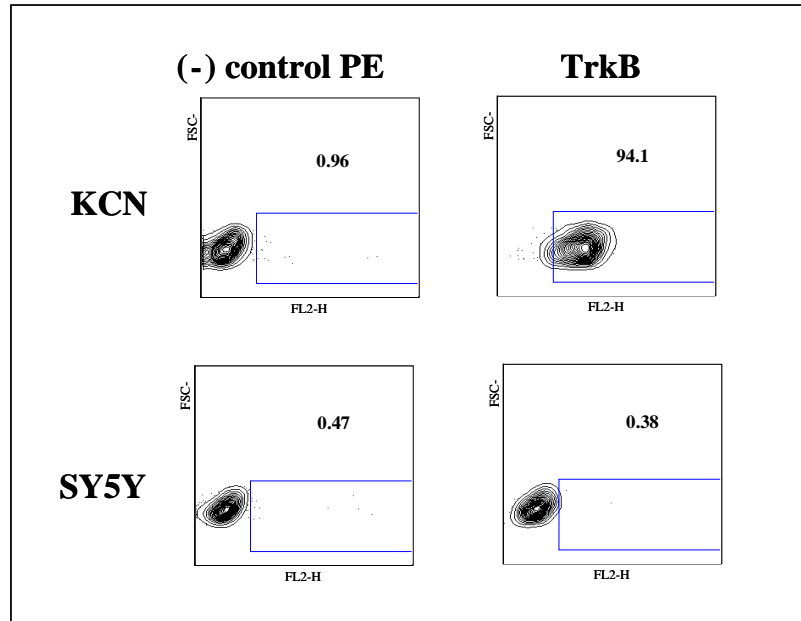 (-) control PE
TrkB
KCN
FSC-
0.96
FL2-H
FSC-
94.1
FL2-H
SY5Y
FSC-
0.47
FL2-H
FSC-
0.38
FL2-H